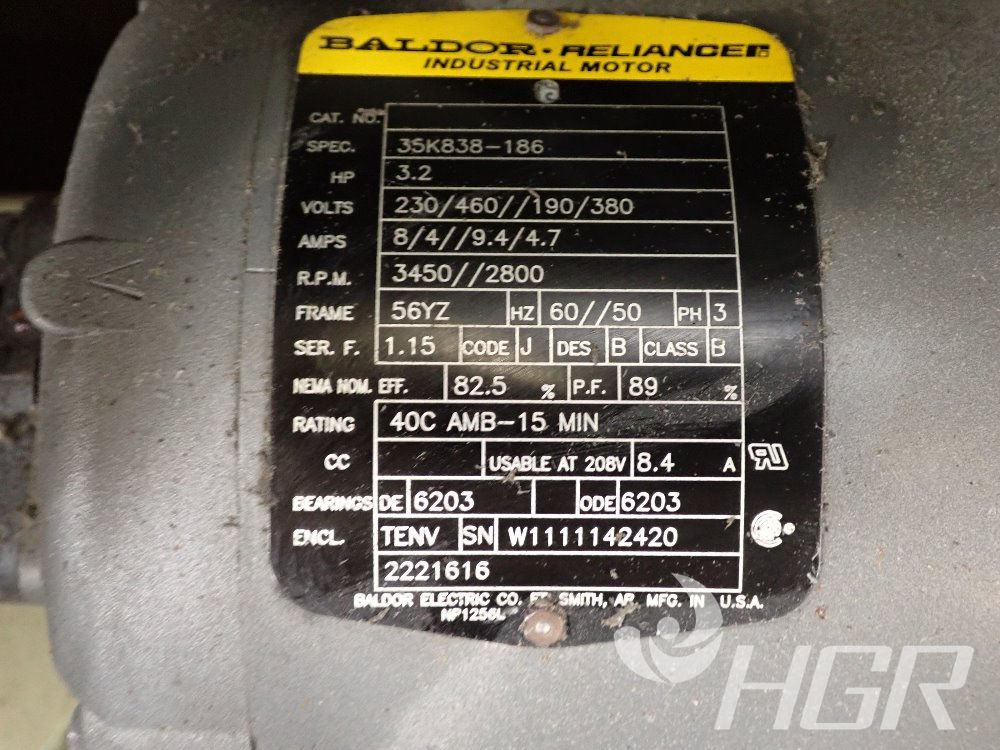 BALDOR • RELIANCE
INDUSTRIAL MOTOR
CAT. NO.
SPEC. 35K838-186
HP 3.2
VOLTS 230/460//190/380
AMPS 8/4//9.4/4.7
R.P.M. 3450//2800
FRAME 56YZ HZ 60//50 PH 3
SER. F. 1.15 CODE J DES B CLASS B
NEMA NOM. EFF. 82.5 % P.F. 89 %
RATING 40C AMB-15 MIN
CC USABLE AT 208V 8.4 A
BEARINGS DE 6203 ODE 6203
ENCL. TENV SN W1111142420
2221616
BALDOR ELECTRIC CO. FT. SMITH, AR MFG. IN U.S.A.
NP1256L
HGR